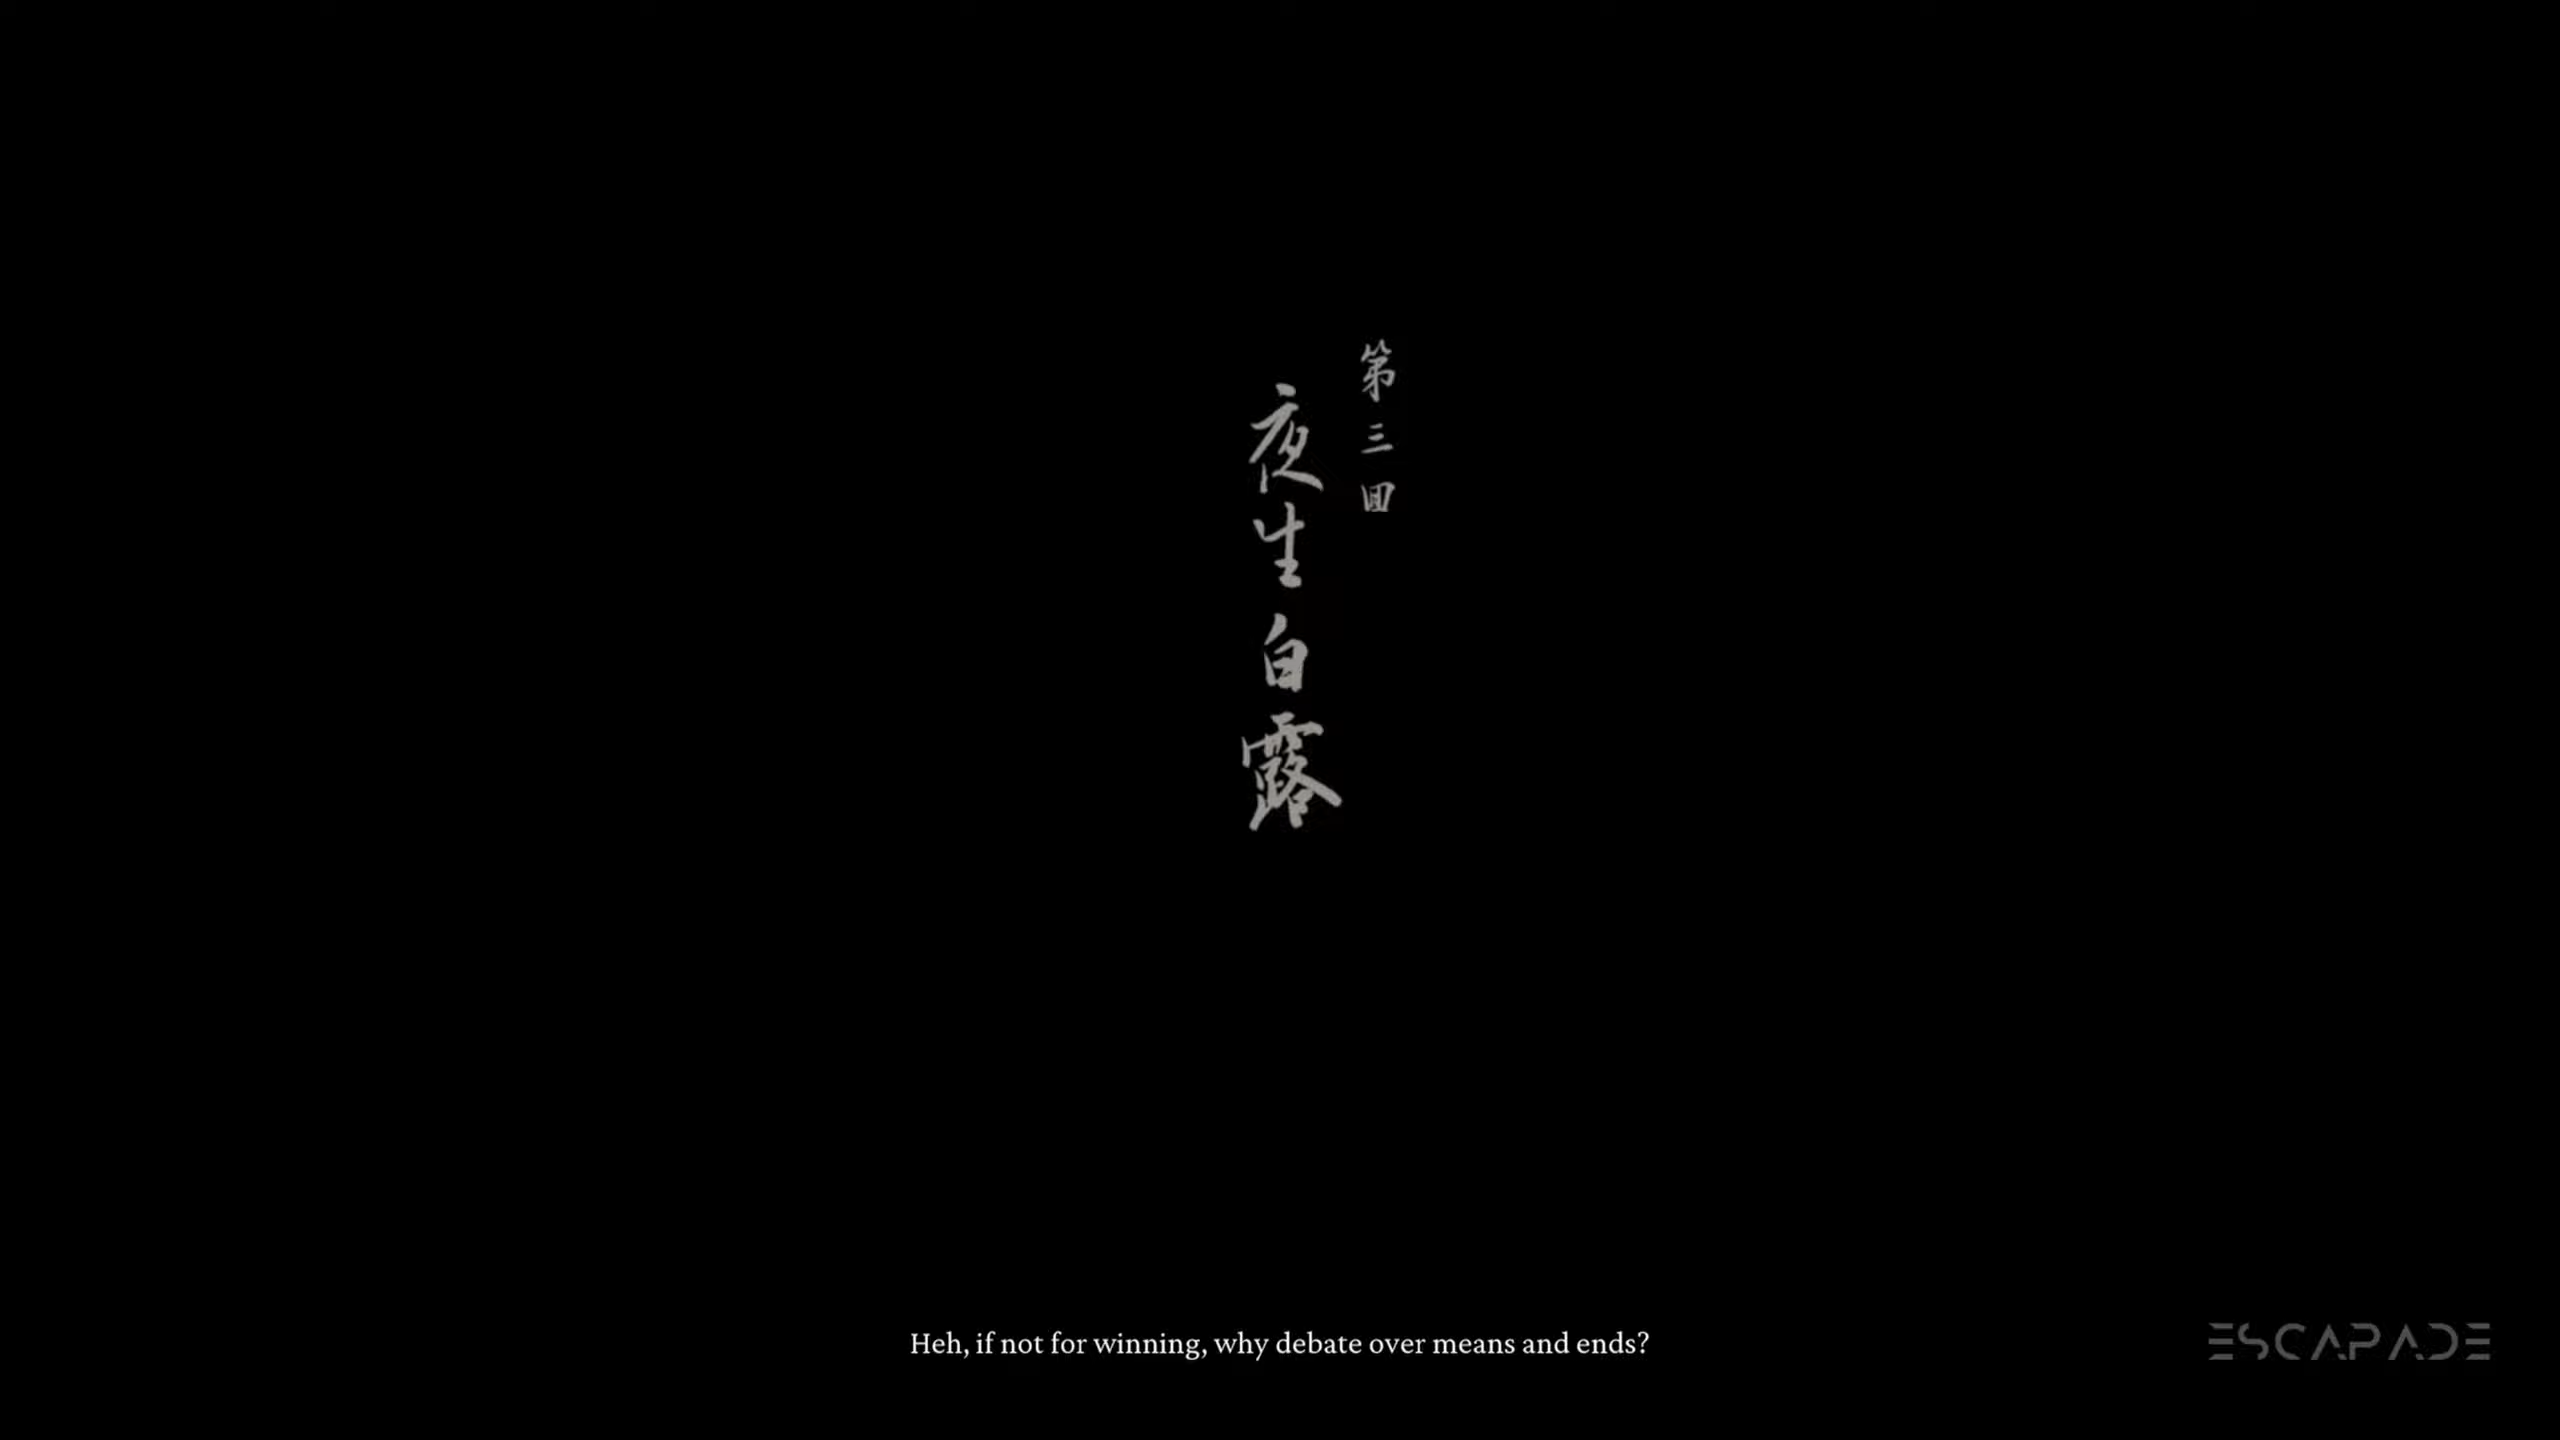 第三回
夜生白露
Heh, if not for winning, why debate over means and ends?
ESCAPADE